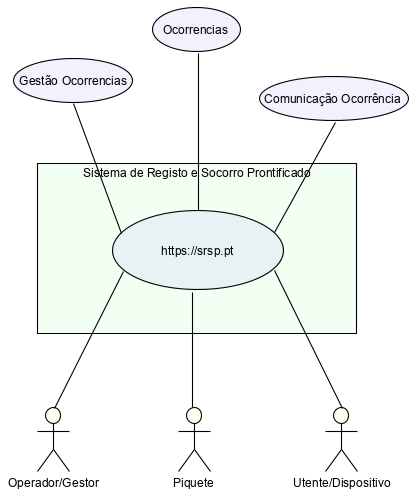 Ocorrencias
Gestão Ocorrencias
Comunicação Ocorrência
Sistema de Registo e Socorro Prontificado
https://srsp.pt
Operador/Gestor
Piquete
Utente/Dispositivo